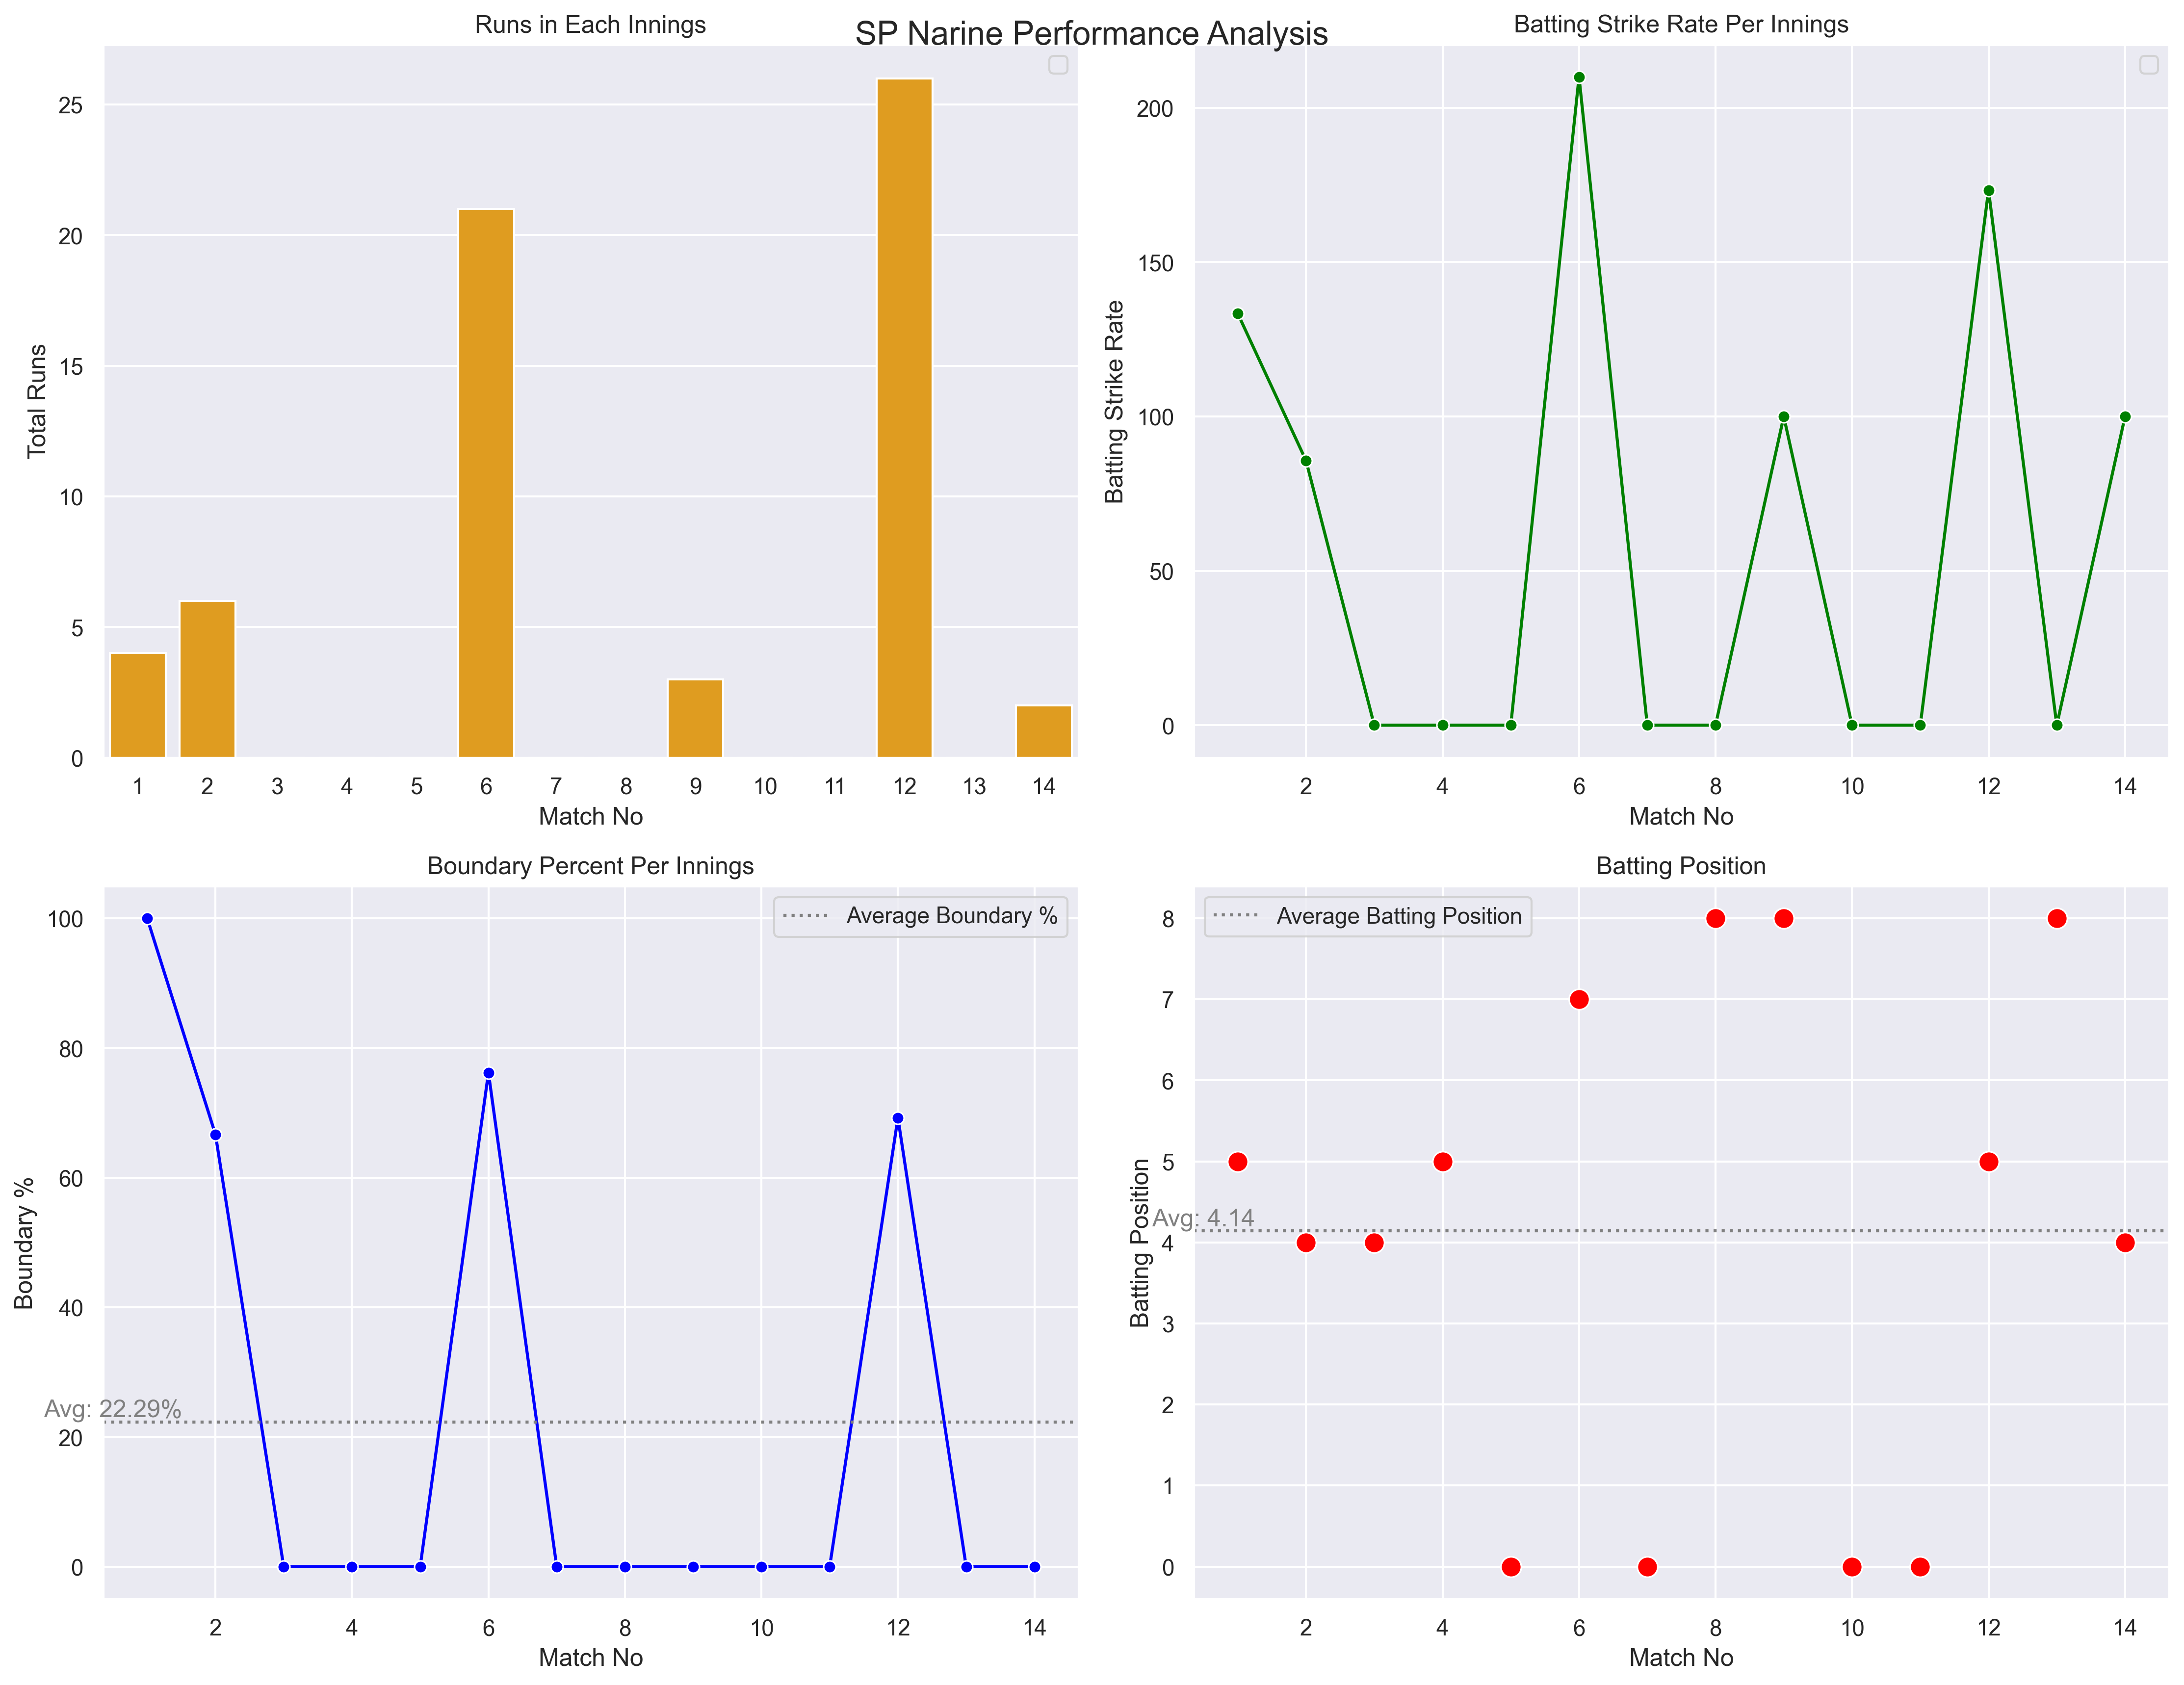 SP Narine Performance Analysis
Runs in Each Innings
25
20
15
10
5
0
Total Runs
1 2 3 4 5 6 7 8 9 10 11 12 13 14
Match No
Batting Strike Rate Per Innings
200
150
100
50
0
Batting Strike Rate
2 4 6 8 10 12 14
Match No
Boundary Percent Per Innings
Average Boundary %
100
80
60
40
20
0
Boundary %
Avg: 22.29%
2 4 6 8 10 12 14
Match No
Batting Position
Average Batting Position
8
7
6
5
4
3
2
1
0
Batting Position
Avg: 4.14
2 4 6 8 10 12 14
Match No